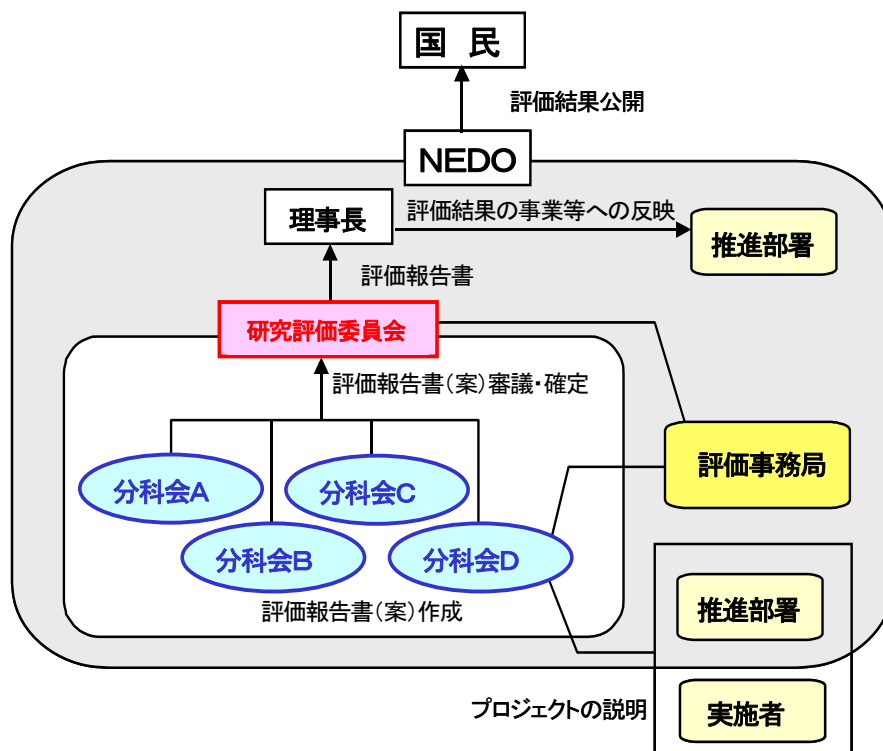 国 民
評価結果公開
NEDO
理事長
評価結果の事業等への反映
推進部署
評価報告書
研究評価委員会
評価報告書(案)審議・確定
評価事務局
分科会A
分科会C
分科会B
分科会D
評価報告書(案)作成
推進部署
プロジェクトの説明
実施者